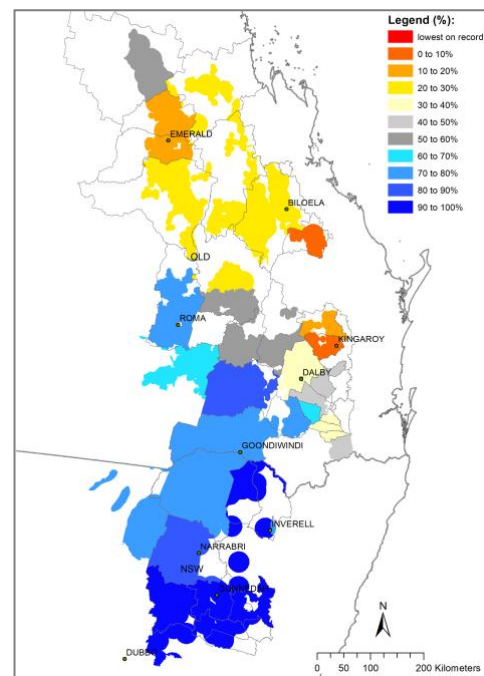 Legend (%):
lowest on record
0 to 10%
10 to 20%
20 to 30%
30 to 40%
40 to 50%
50 to 60%
60 to 70%
70 to 80%
80 to 90%
90 to 100%
EMERALD
BILOELA
QLD
ROMA
KINGAROY
DALBY
GOONDIWINDI
INVERELL
NARRABRI
NSW
N
0 50 100 200 Kilometers